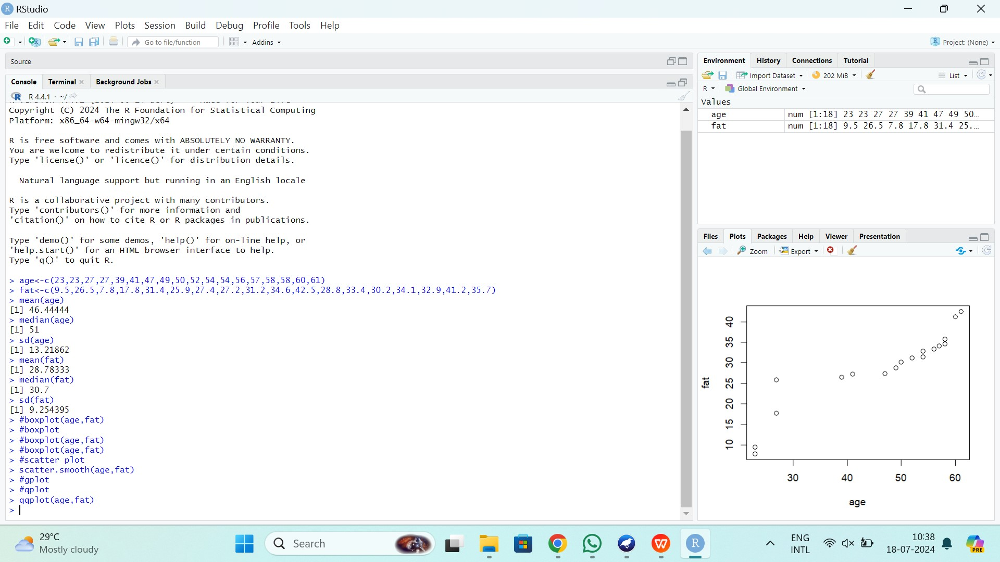 RStudio
File Edit Code View Plots Session Build Debug Profile Tools Help
Go to file/function Addins Project: (None)
Source
Console Terminal Background Jobs
R 4.4.1 · ~/
Copyright (C) 2024 The R Foundation for Statistical Computing
Platform: x86_64-w64-mingw32/x64
R is free software and comes with ABSOLUTELY NO WARRANTY.
You are welcome to redistribute it under certain conditions.
Type 'license()' or 'licence()' for distribution details.
Natural language support but running in an English locale
R is a collaborative project with many contributors.
Type 'contributors()' for more information and
'citation()' on how to cite R or R packages in publications.
Type 'demo()' for some demos, 'help()' for on-line help, or
'help.start()' for an HTML browser interface to help.
Type 'q()' to quit R.
> age<-c(23,23,27,27,39,41,47,49,50,52,54,54,56,57,58,58,60,61)
> fat<-c(9.5,26.5,7.8,17.8,31.4,25.9,27.4,27.2,31.2,34.6,42.5,28.8,33.4,30.2,34.1,32.9,41.2,35.7)
> mean(age)
[1] 46.44444
> median(age)
[1] 51
> sd(age)
[1] 13.21862
> mean(fat)
[1] 28.78333
> median(fat)
[1] 30.7
> sd(fat)
[1] 9.254395
> #boxplot(age,fat)
> #boxplot
> #boxplot(age,fat)
> #boxplot(age,fat)
> #scatter plot
> scatter.smooth(age,fat)
> #gplot
> #qplot
> qqplot(age,fat)
>
Environment History Connections Tutorial
Import Dataset 202 MiB List
R Global Environment
Values
age num [1:18] 23 23 27 27 39 41 47 49 50…
fat num [1:18] 9.5 26.5 7.8 17.8 31.4 25.…
Files Plots Packages Help Viewer Presentation
Zoom Export
40
35
30
25
20
15
10
fat
30 40 50 60
age
29°C
Mostly cloudy
Search
ENG
INTL
10:38
18-07-2024
PRE